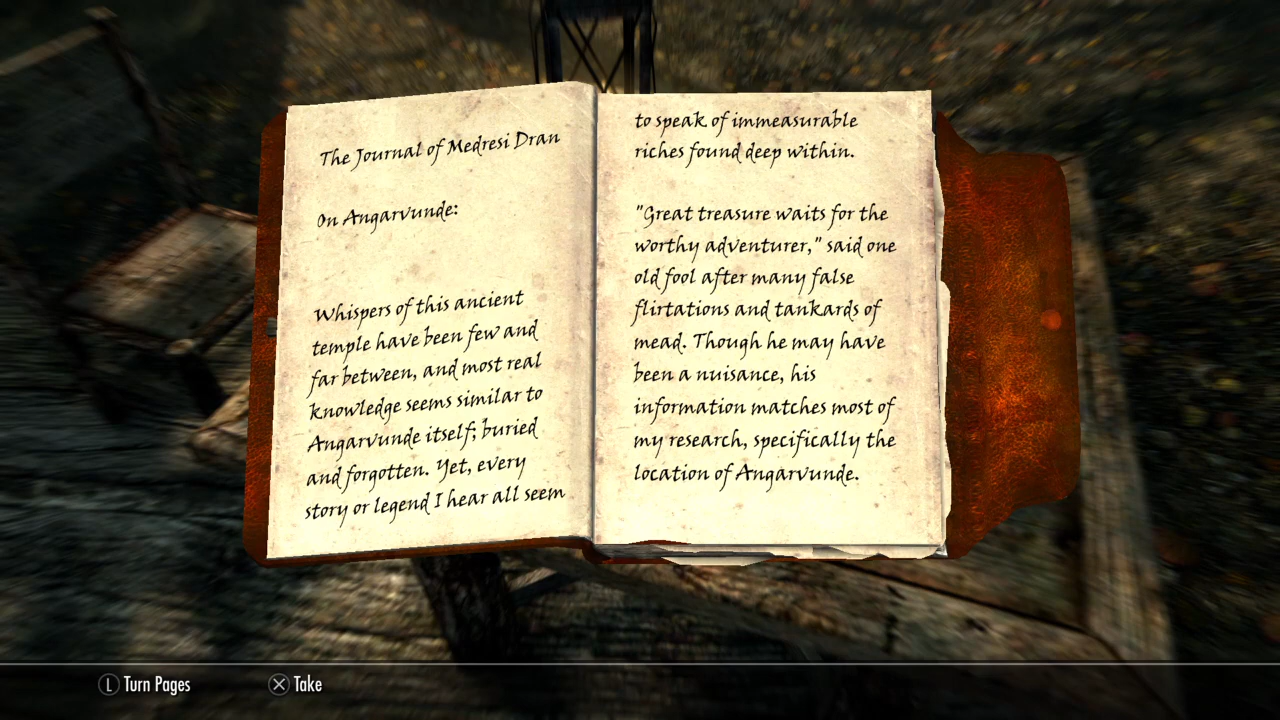 The Journal of Medresi Dran
On Angarvunde:
Whispers of this ancient
temple have been few and
far between, and most real
knowledge seems similar to
Angarvunde itself; buried
and forgotten. Yet, every
story or legend I hear all seem
to speak of immeasurable
riches found deep within.
"Great treasure waits for the
worthy adventurer," said one
old fool after many false
flirtations and tankards of
mead. Though he may have
been a nuisance, his
information matches most of
my research, specifically the
location of Angarvunde.
L Turn Pages
X Take